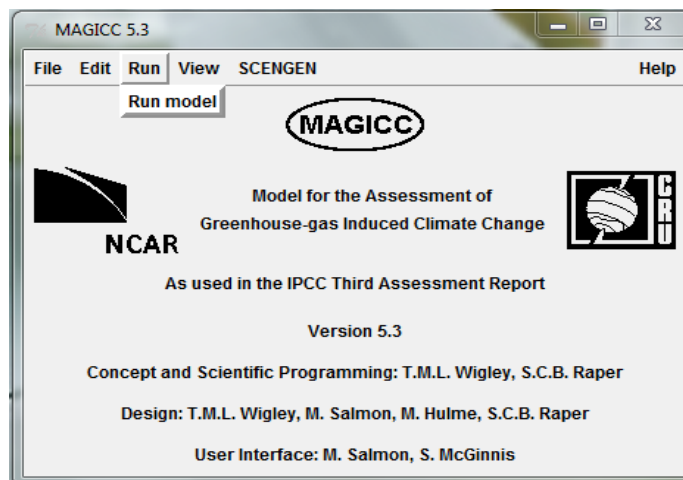 MAGICC 5.3
File Edit Run View SCENGEN Help
Run model
MAGICC
Model for the Assessment of
Greenhouse-gas Induced Climate Change
NCAR
CRU
As used in the IPCC Third Assessment Report
Version 5.3
Concept and Scientific Programming: T.M.L. Wigley, S.C.B. Raper
Design: T.M.L. Wigley, M. Salmon, M. Hulme, S.C.B. Raper
User Interface: M. Salmon, S. McGinnis